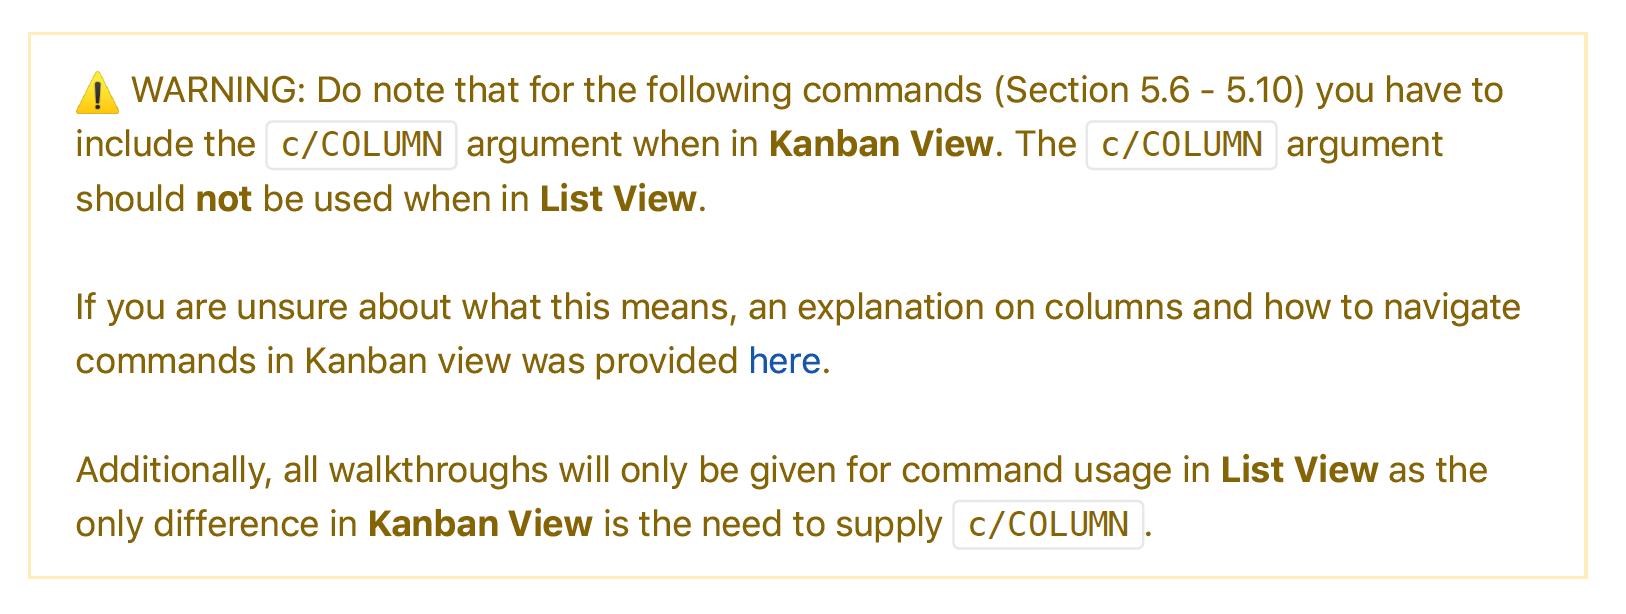 ⚠️ WARNING: Do note that for the following commands (Section 5.6 - 5.10) you have to
include the c/COLUMN argument when in Kanban View. The c/COLUMN argument
should not be used when in List View.
If you are unsure about what this means, an explanation on columns and how to navigate
commands in Kanban view was provided here.
Additionally, all walkthroughs will only be given for command usage in List View as the
only difference in Kanban View is the need to supply c/COLUMN.